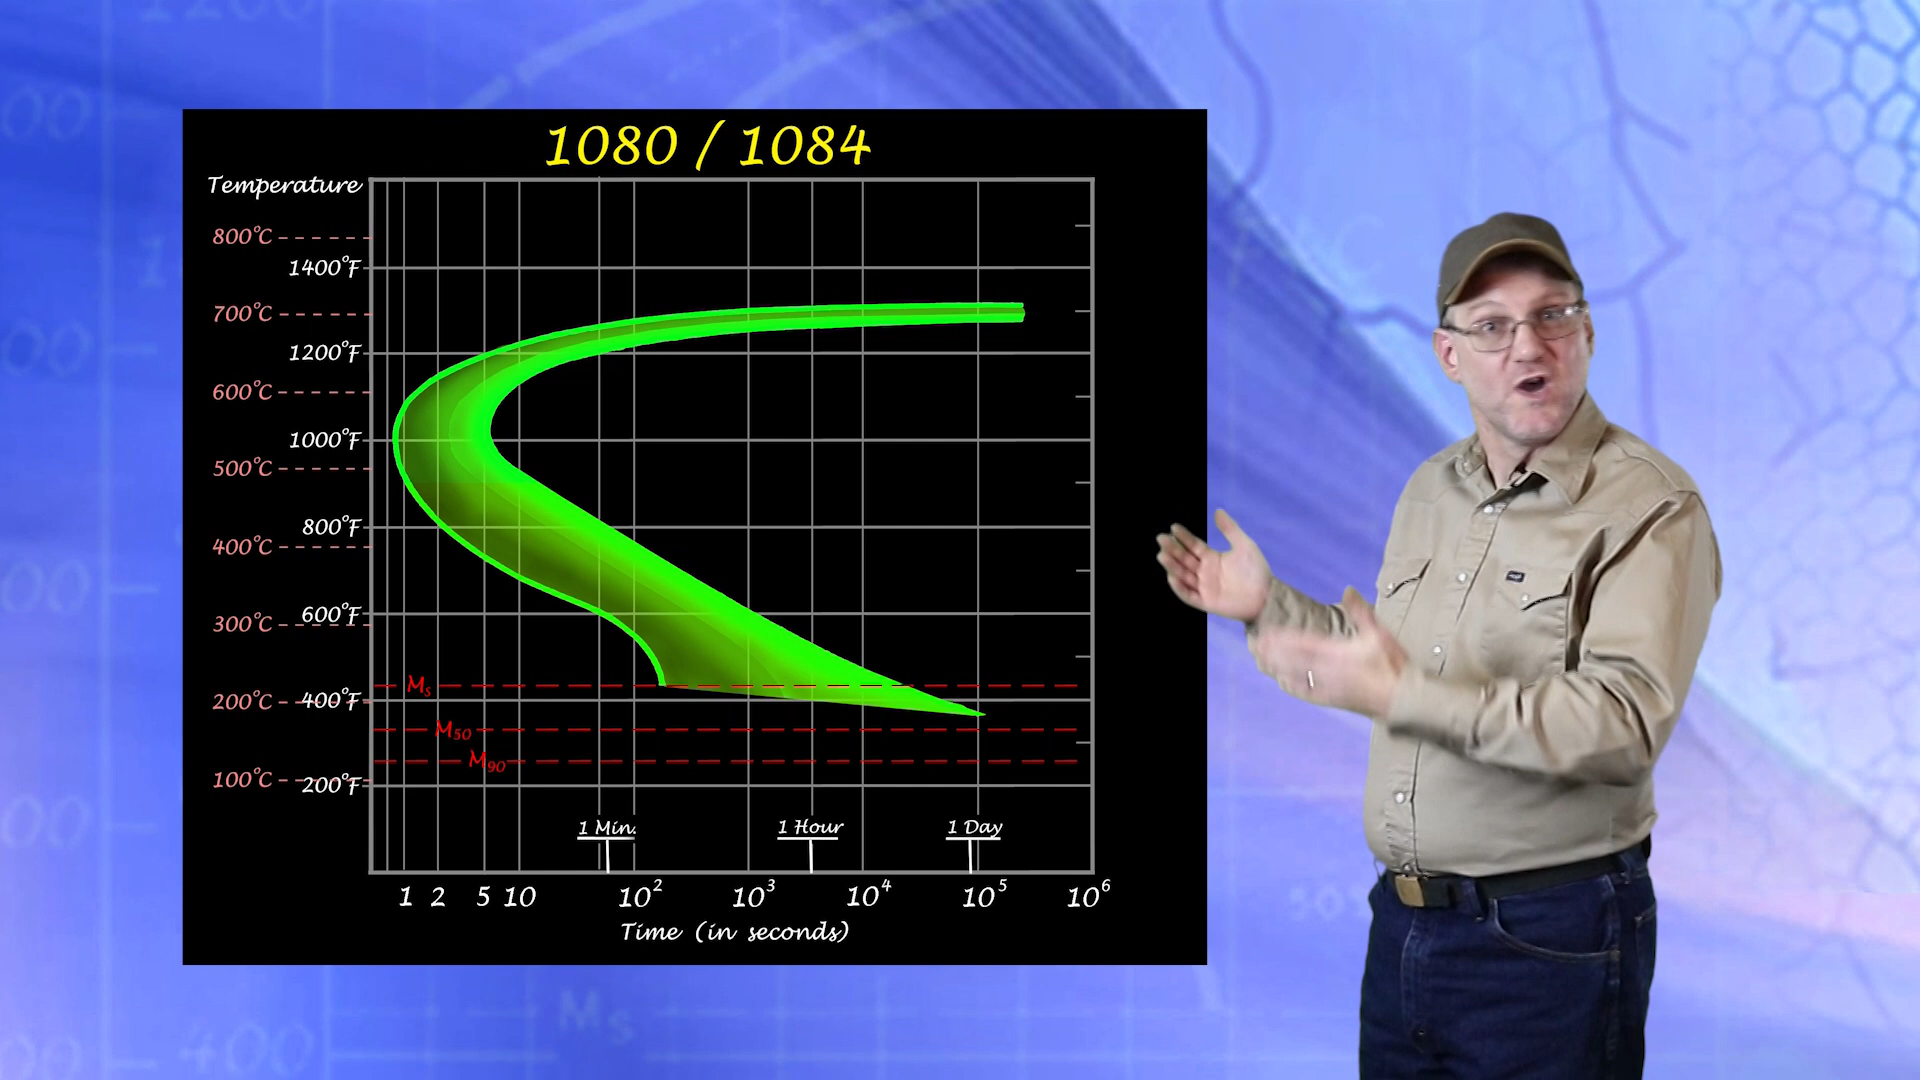 1080 / 1084
Temperature
800°C
1400°F
700°C
1200°F
600°C
1000°F
500°C
800°F
400°C
600°F
300°C
Ms
200°C
400°F
M50
M90
100°C
200°F
1 Min. 1 Hour 1 Day
1 2 5 10 10² 10³ 10⁴ 10⁵ 10⁶
Time (in seconds)
Ms
400